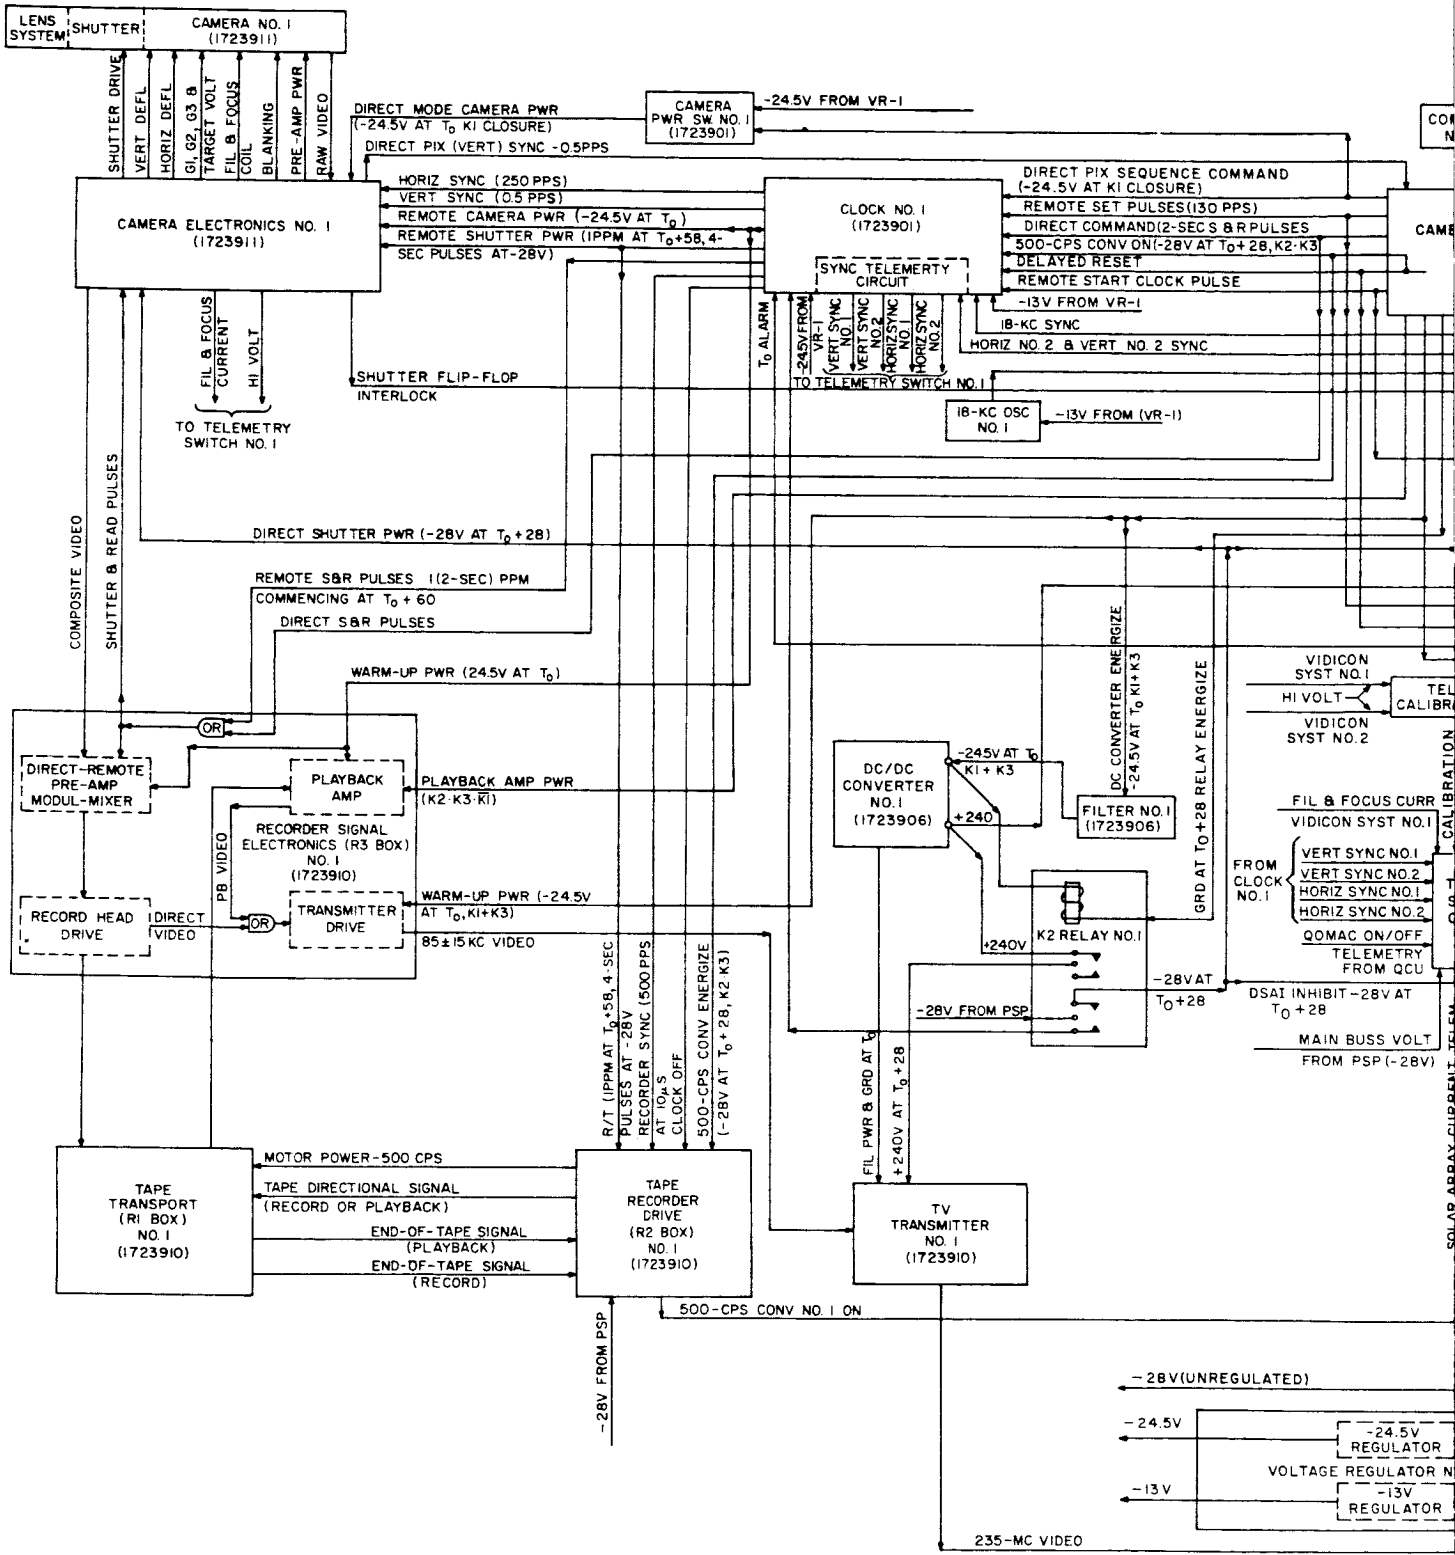 LENS
SYSTEM
SHUTTER
CAMERA NO. 1
(1723911)
SHUTTER DRIVE
VERT DEFL
HORIZ DEFL
G1, G2, G3 &
TARGET VOLT
FIL & FOCUS
COIL
BLANKING
PRE-AMP PWR
RAW VIDEO
DIRECT MODE CAMERA PWR
(-24.5V AT T₀ K1 CLOSURE)
CAMERA
PWR SW. NO. 1
(1723901)
-24.5V FROM VR-1
DIRECT PIX (VERT) SYNC -0.5PPS
CAMERA ELECTRONICS NO. 1
(1723911)
HORIZ SYNC (250 PPS)
VERT SYNC (0.5 PPS)
REMOTE CAMERA PWR (-24.5V AT T₀)
REMOTE SHUTTER PWR (1PPM AT T₀+58, 4-
SEC PULSES AT-28V)
CLOCK NO. 1
(1723901)
SYNC TELEMERTY
CIRCUIT
DIRECT PIX SEQUENCE COMMAND
(-24.5V AT K1 CLOSURE)
REMOTE SET PULSES(130 PPS)
DIRECT COMMAND(2-SEC S & R PULSES
500-CPS CONV ON(-28V AT T₀+28, K2·K3
DELAYED RESET
REMOTE START CLOCK PULSE
-13V FROM VR-1
18-KC SYNC
HORIZ NO. 2 & VERT NO. 2 SYNC
T₀ ALARM
-24.5V FROM
VR-1
VERT SYNC
NO. 1
VERT SYNC
NO. 2
HORIZ SYNC
NO. 1
HORIZ SYNC
NO. 2
TO TELEMETRY SWITCH NO. 1
18-KC OSC
NO. 1
-13V FROM (VR-1)
FIL & FOCUS
CURRENT
HI VOLT
TO TELEMETRY
SWITCH NO. 1
SHUTTER FLIP-FLOP
INTERLOCK
COMPOSITE VIDEO
SHUTTER & READ PULSES
DIRECT SHUTTER PWR (-28V AT T₀+28)
REMOTE S&R PULSES 1(2-SEC) PPM
COMMENCING AT T₀ + 60
DIRECT S&R PULSES
WARM-UP PWR (24.5V AT T₀)
OR
DIRECT-REMOTE
PRE-AMP
MODUL-MIXER
PLAYBACK
AMP
PLAYBACK AMP PWR
(K2·K3·K̅1̅)
RECORDER SIGNAL
ELECTRONICS (R3 BOX)
NO. 1
(1723910)
PB VIDEO
RECORD HEAD
DRIVE
DIRECT
VIDEO
OR
TRANSMITTER
DRIVE
WARM-UP PWR (-24.5V
AT T₀, K1+K3)
85±15KC VIDEO
DC/DC
CONVERTER
NO. 1
(1723906)
-24.5V AT T₀
K1 + K3
+240
FILTER NO. 1
(1723906)
DC CONVERTER ENERGIZE
-24.5V AT T₀ K1+K3
GRD AT T₀+28 RELAY ENERGIZE
K2 RELAY NO. 1
+240V
-28V FROM PSP
-28V AT
T₀+28
DSAI INHIBIT-28V AT
T₀ +28
VIDICON
SYST NO. 1
HI VOLT
VIDICON
SYST NO. 2
CALIBRATION
FIL & FOCUS CURR
VIDICON SYST NO. 1
FROM
CLOCK
NO. 1
VERT SYNC NO. 1
VERT SYNC NO. 2
HORIZ SYNC NO. 1
HORIZ SYNC NO. 2
QOMAC ON/OFF
TELEMETRY
FROM QCU
MAIN BUSS VOLT
FROM PSP (-28V)
SOLAR ARRAY CURRENT TELEM
R/T (1PPM AT T₀+58, 4-SEC
PULSES AT -28V
RECORDER SYNC (500 PPS
AT 10μS
CLOCK OFF
500-CPS CONV ENERGIZE
(-28V AT T₀+28, K2·K3)
FIL PWR & GRD AT T₀
+240V AT T₀+28
TAPE
TRANSPORT
(R1 BOX)
NO. 1
(1723910)
MOTOR POWER-500 CPS
TAPE DIRECTIONAL SIGNAL
(RECORD OR PLAYBACK)
END-OF-TAPE SIGNAL
(PLAYBACK)
END-OF-TAPE SIGNAL
(RECORD)
TAPE
RECORDER
DRIVE
(R2 BOX)
NO. 1
(1723910)
TV
TRANSMITTER
NO. 1
(1723910)
500-CPS CONV NO. 1 ON
-28V FROM PSP
-28V(UNREGULATED)
-24.5V
-24.5V
REGULATOR
VOLTAGE REGULATOR N
-13V
-13V
REGULATOR
235-MC VIDEO